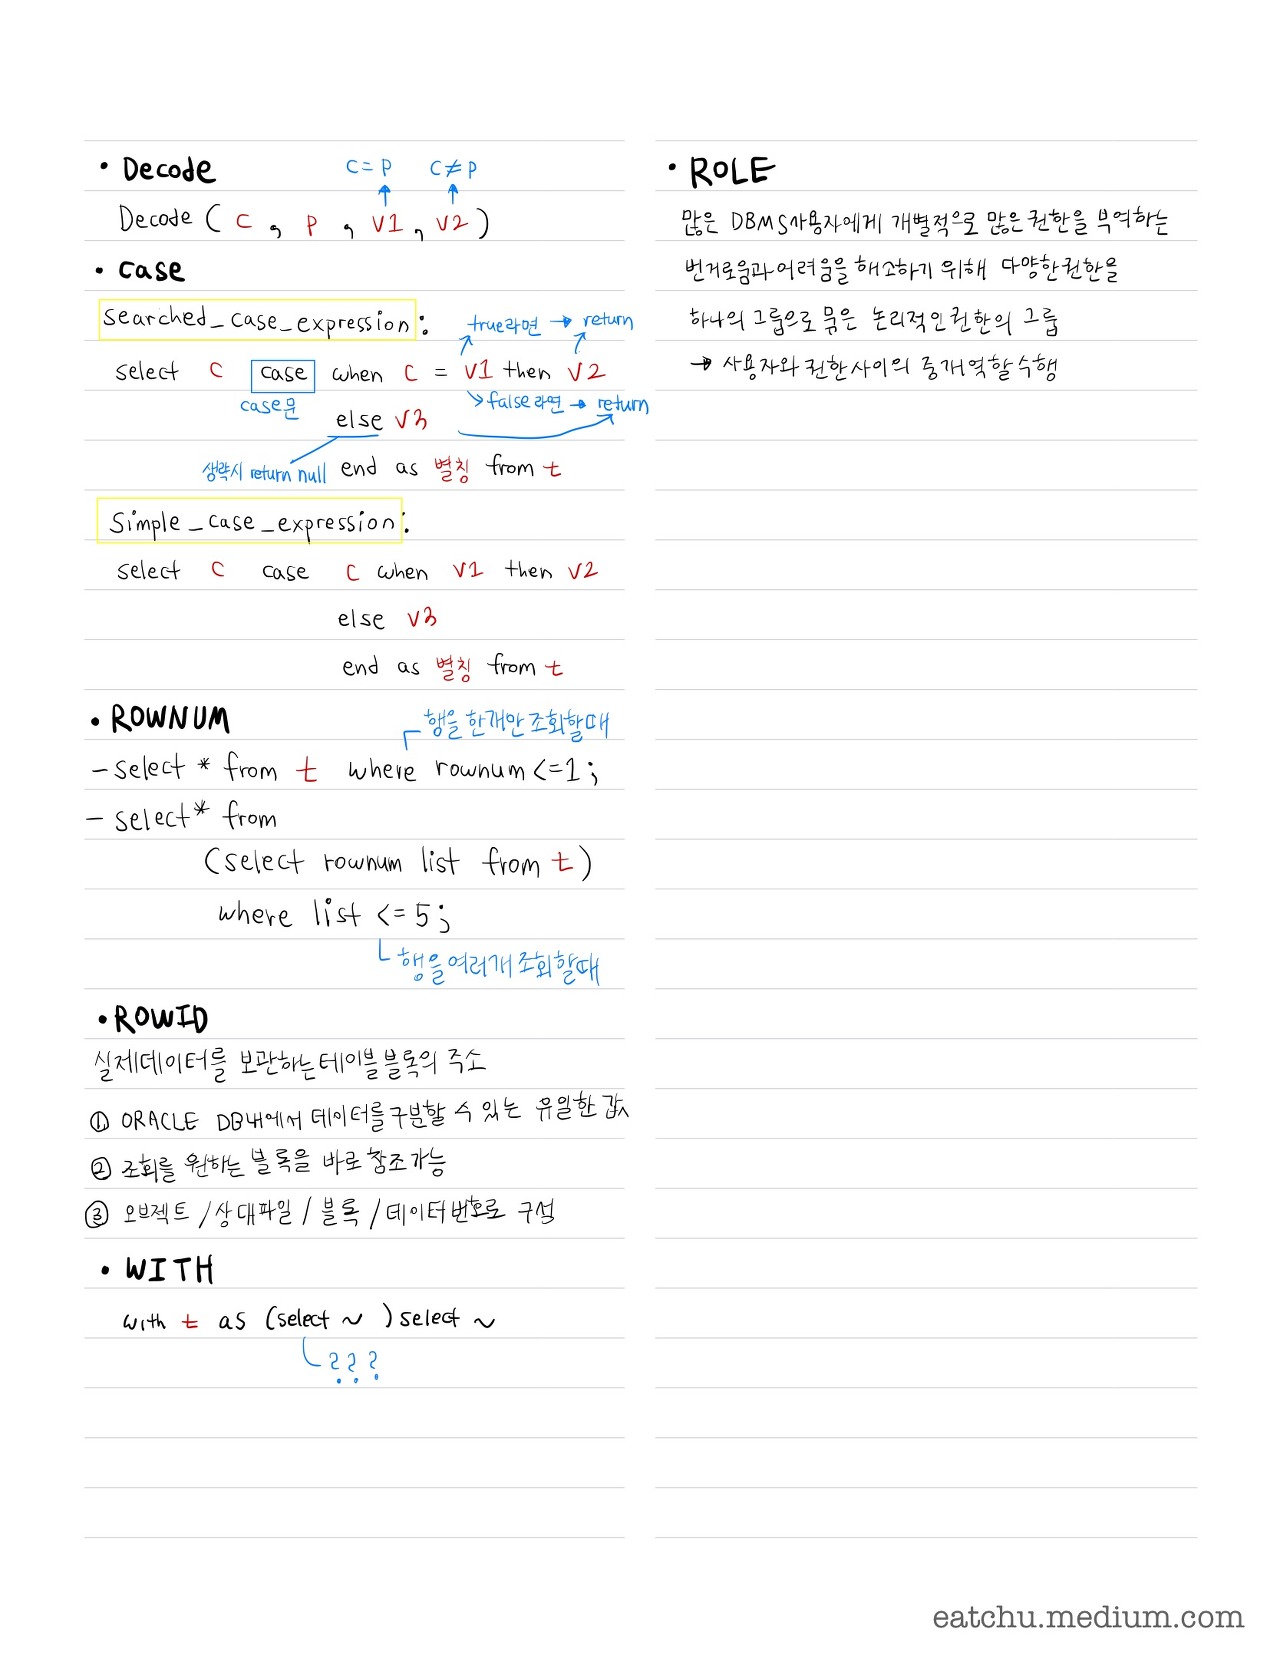 • Decode
C=P C≠P
Decode ( C , P , V1 , V2 )
• case
searched_case_expression :
true라면 → return
select C case when C = V1 then V2
case문
false라면 → return
else V3
생략시 return null
end as 별칭 from t
Simple_case_expression :
select C case C when V1 then V2
else V3
end as 별칭 from t
• ROWNUM
행을 한개만 조회할때
- select * from t where rownum <=1;
- select * from
(select rownum list from t)
where list <= 5;
행을 여러개 조회할때
• ROWID
실제데이터를 보관하는 테이블 블록의 주소
① ORACLE DB내에서 데이터를 구분할 수 있는 유일한 값
② 조회를 원하는 블록을 바로 참조 가능
③ 오브젝트 / 상대파일 / 블록 / 데이터번호로 구성
• WITH
with t as (select ~ ) select ~
???
• ROLE
많은 DBMS사용자에게 개별적으로 많은 권한을 부여하는
번거로움과 어려움을 해소하기 위해 다양한권한을
하나의 그룹으로 묶은 논리적인 권한의 그룹
→ 사용자와 권한사이의 중개역할 수행
eatchu.medium.com